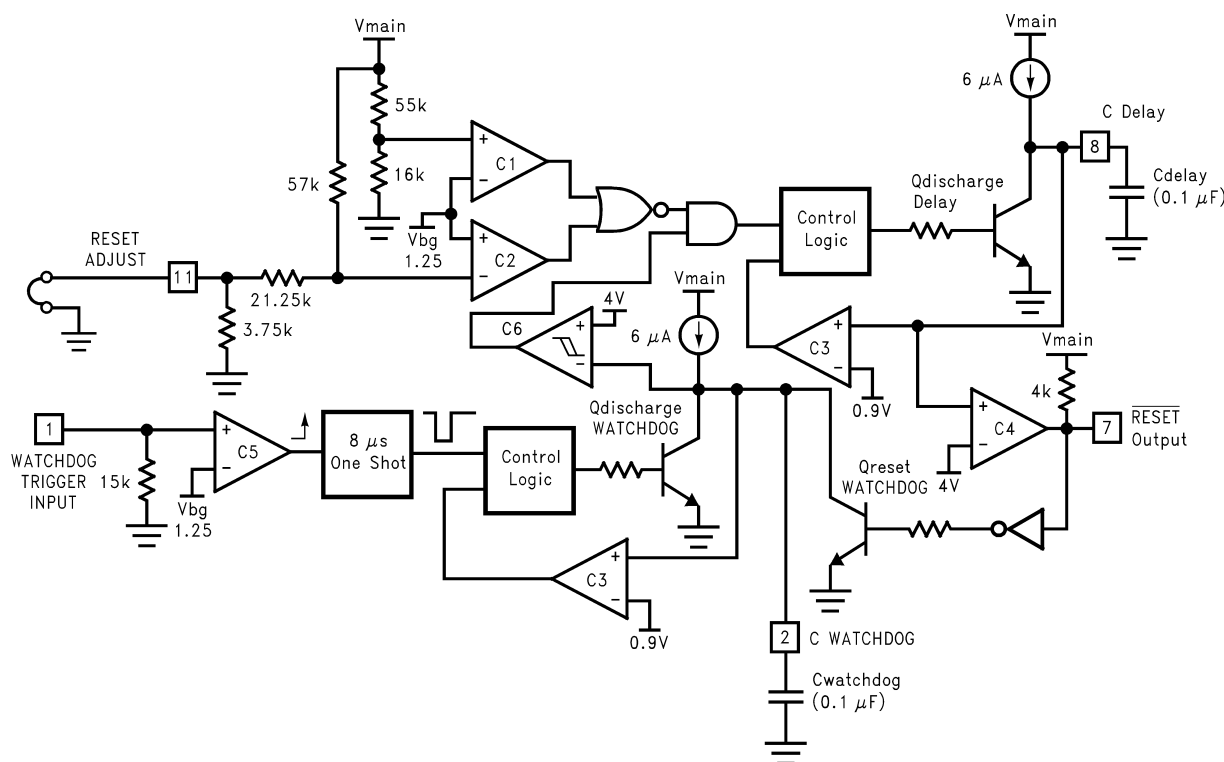 Vmain
55k
16k
57k
+
−
C1
Vbg
1.25
+
−
C2
RESET
ADJUST
11
21.25k
3.75k
Control
Logic
Qdischarge
Delay
Vmain
6 μA
C Delay
8
Cdelay
(0.1 μF)
C6
+
−
4V
Vmain
6 μA
C3
+
−
0.9V
Vmain
4k
+
−
C4
4V
7
RESET
Output
1
WATCHDOG
TRIGGER
INPUT
15k
+
−
C5
Vbg
1.25
8 μs
One Shot
Control
Logic
Qdischarge
WATCHDOG
Qreset
WATCHDOG
C3
+
−
0.9V
2
C WATCHDOG
Cwatchdog
(0.1 μF)